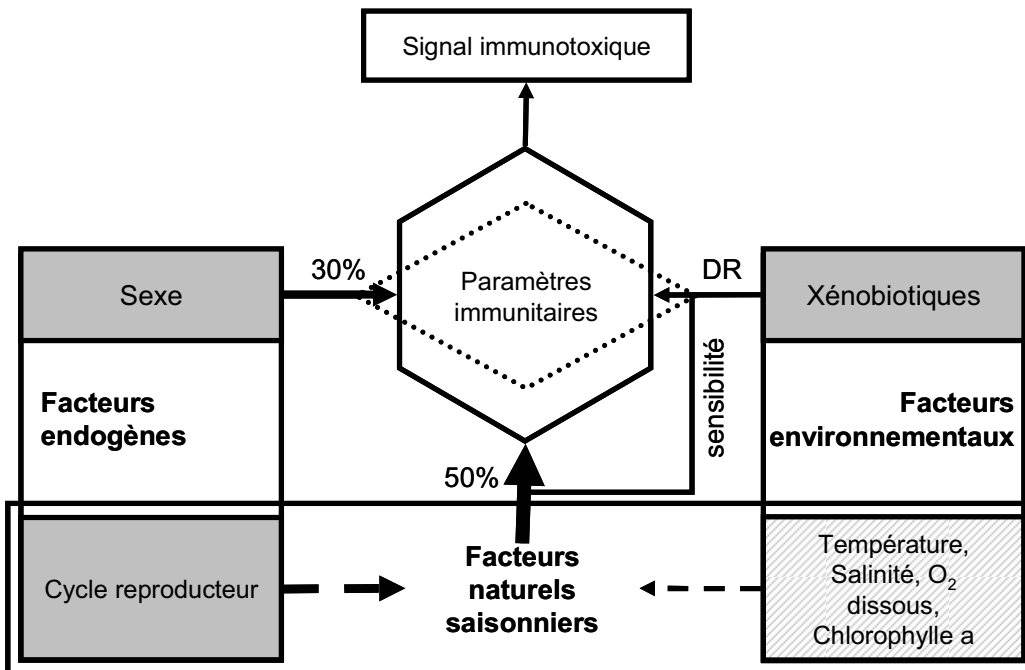 Signal immunotoxique
30%
DR
Sexe
Paramètres
immunitaires
Xénobiotiques
sensibilité
Facteurs
endogènes
Facteurs
environnementaux
50%
Cycle reproducteur
Facteurs
naturels
saisonniers
Température,
Salinité, O₂
dissous,
Chlorophylle a